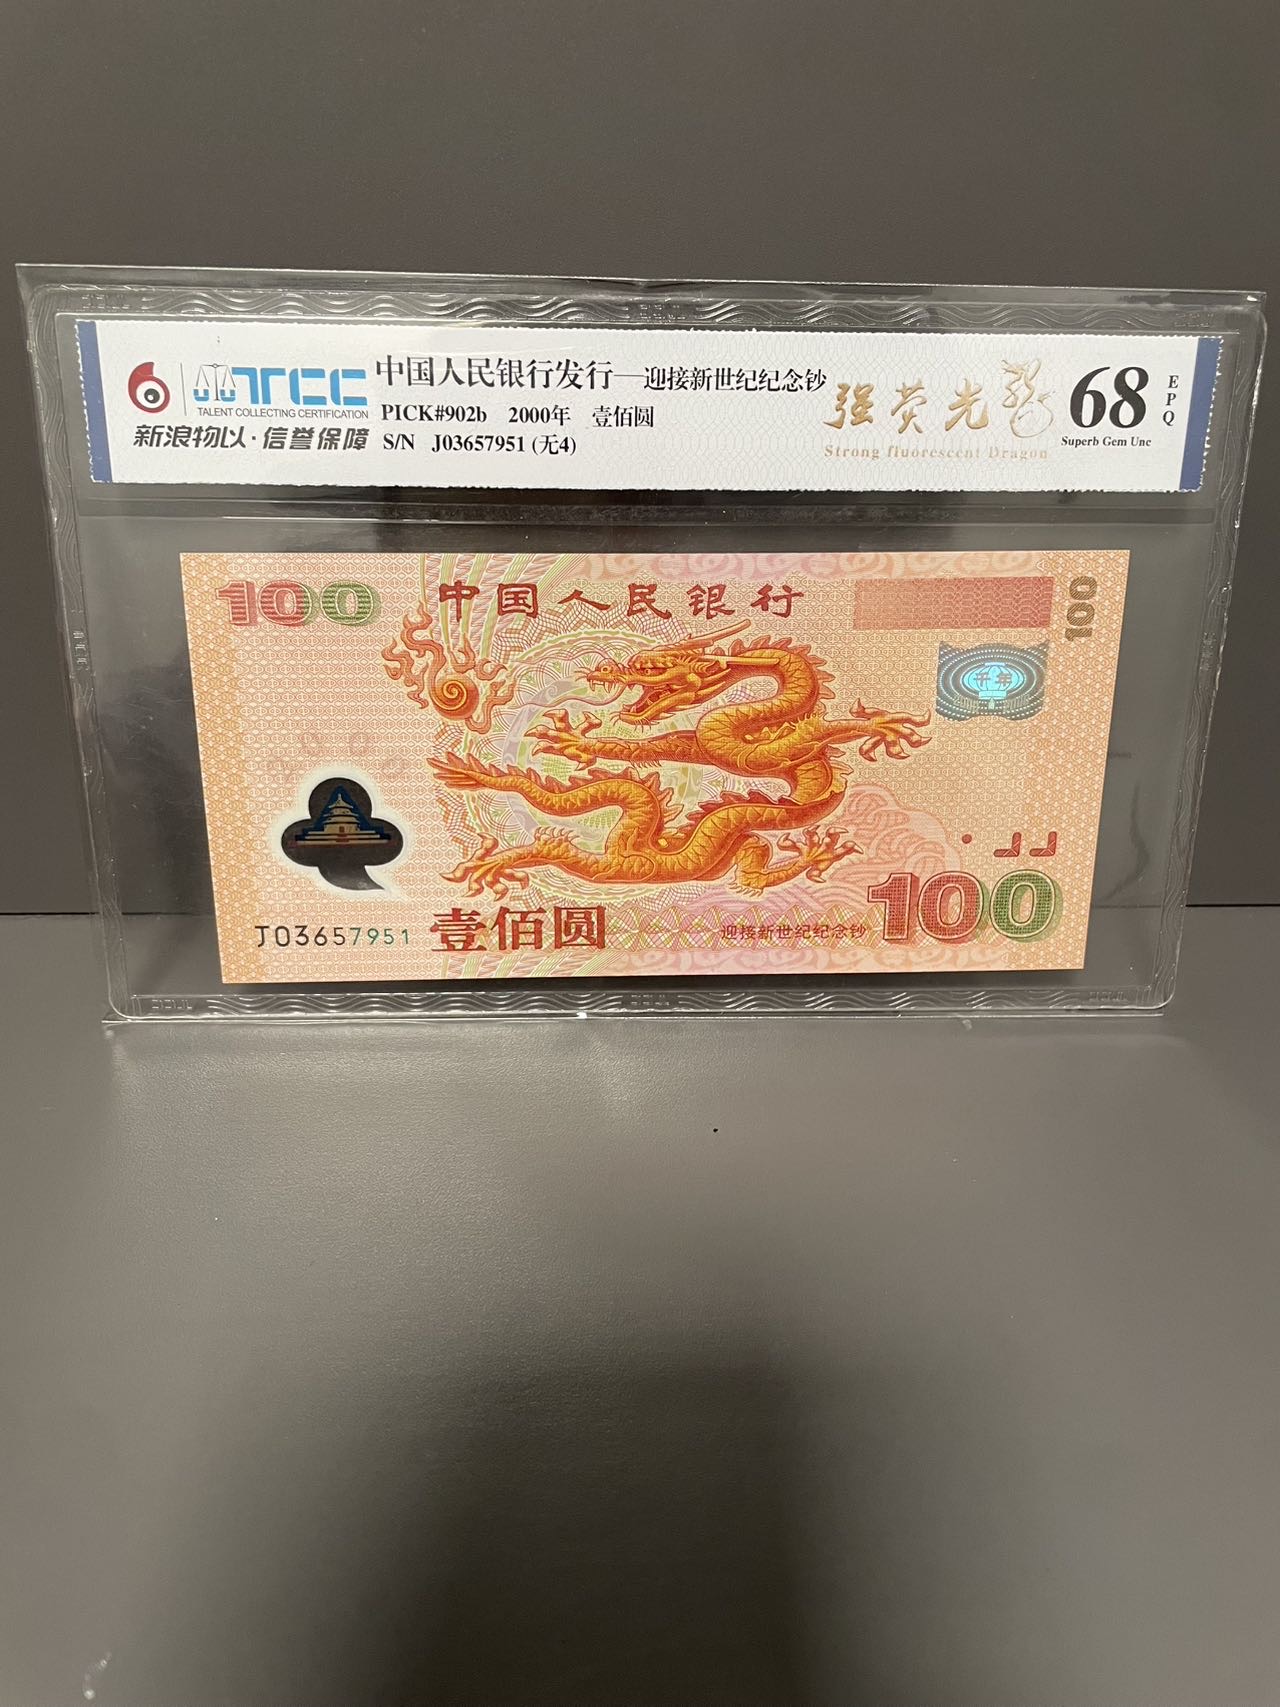 TCC
TALENT COLLECTING CERTIFICATION
新浪物以·信誉保障
中国人民银行发行—迎接新世纪纪念钞
PICK#902b 2000年 壹佰圆
S/N J03657951 (无4)
强荧光龙
Strong fluorescent Dragon
68
EPQ
Superb Gem Unc
100
中国人民银行
100
千年
J03657951
壹佰圆
迎接新世纪纪念钞
100